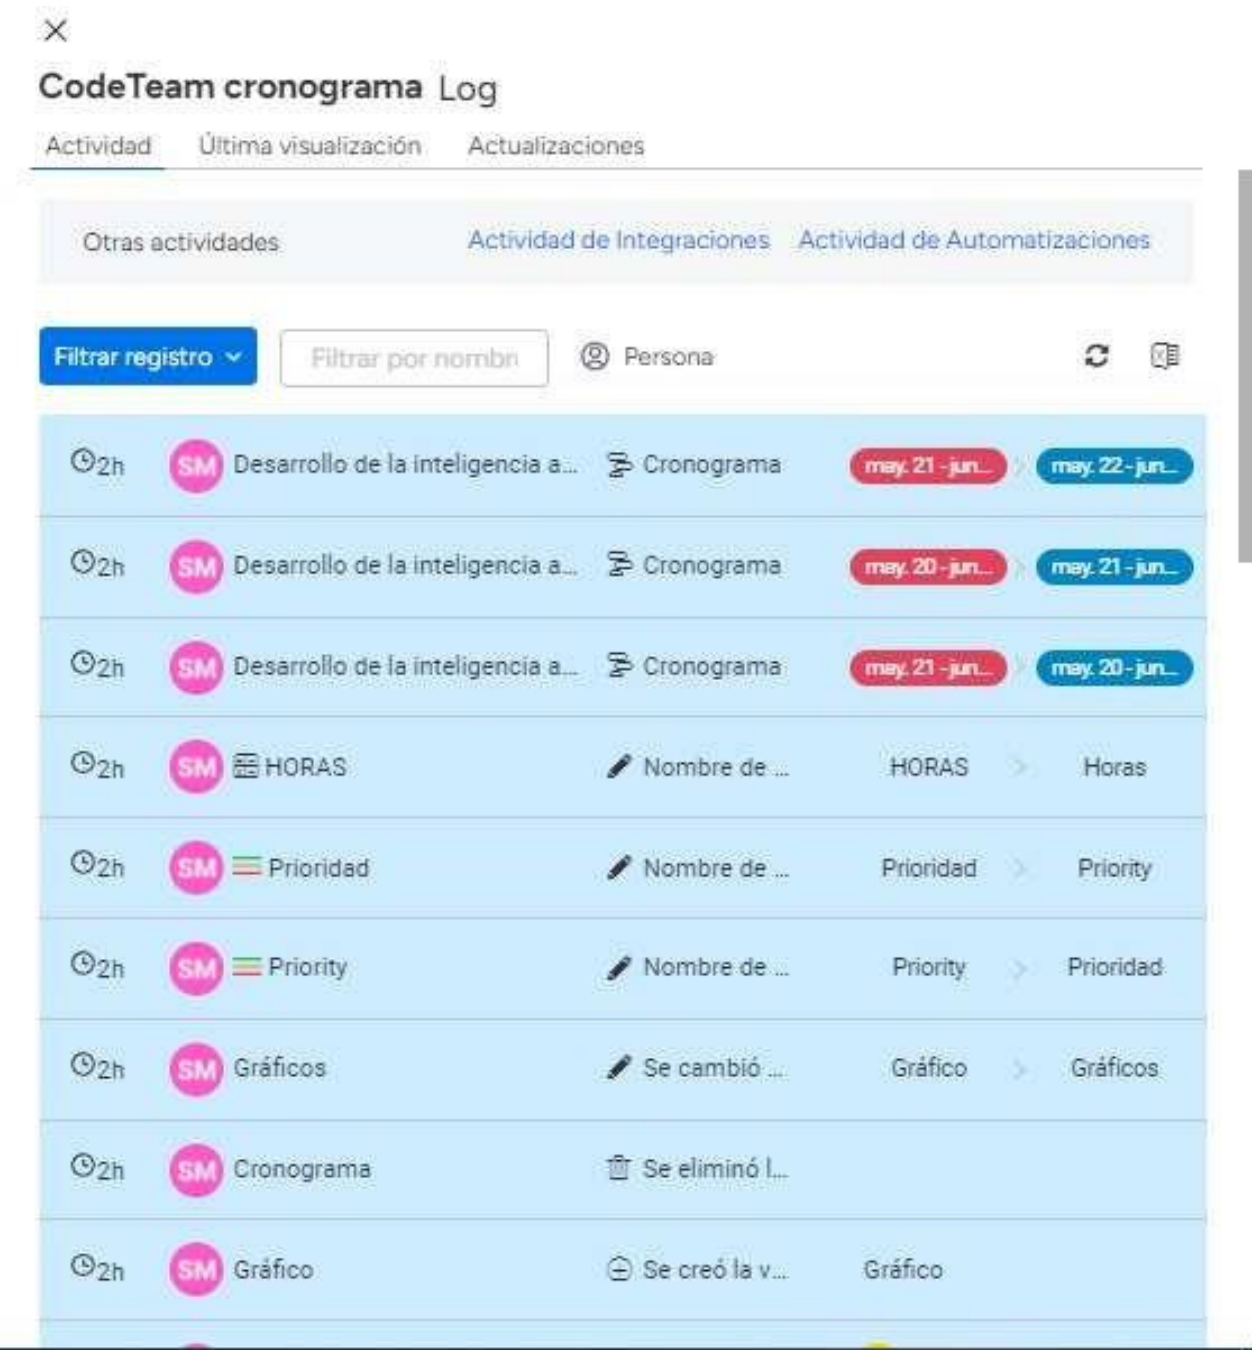 CodeTeam cronograma Log
Actividad Última visualización Actualizaciones
Otras actividades Actividad de Integraciones Actividad de Automatizaciones
Filtrar registro Filtrar por nombr Persona
2h SM Desarrollo de la inteligencia a... Cronograma may. 21 - jun... may. 22 - jun...
2h SM Desarrollo de la inteligencia a... Cronograma may. 20 - jun... may. 21 - jun...
2h SM Desarrollo de la inteligencia a... Cronograma may. 21 - jun... may. 20 - jun...
2h SM HORAS Nombre de ... HORAS > Horas
2h SM Prioridad Nombre de ... Prioridad > Priority
2h SM Priority Nombre de ... Priority > Prioridad
2h SM Gráficos Se cambió ... Gráfico > Gráficos
2h SM Cronograma Se eliminó l...
2h SM Gráfico Se creó la v... Gráfico